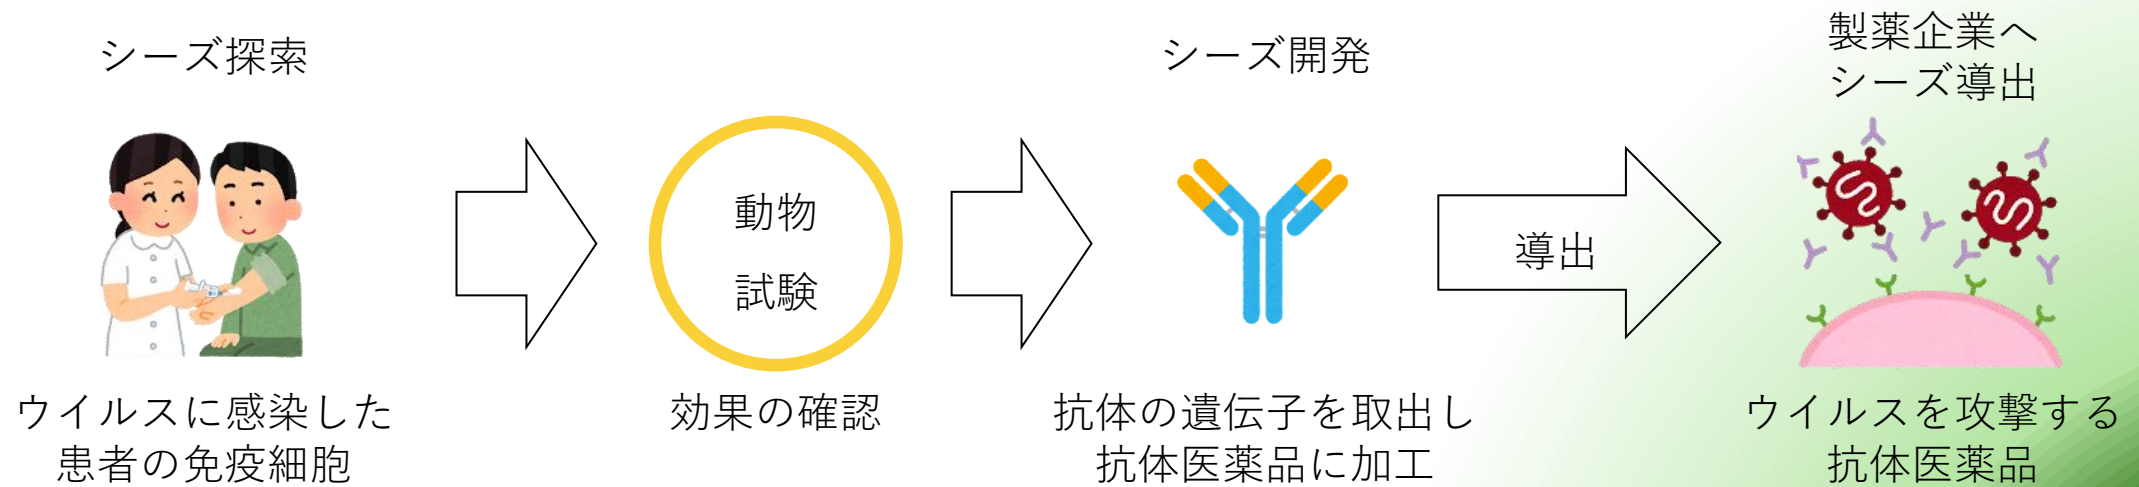 シーズ探索
ウイルスに感染した
患者の免疫細胞
動物
試験
効果の確認
シーズ開発
抗体の遺伝子を取出し
抗体医薬品に加工
導出
製薬企業へ
シーズ導出
ウイルスを攻撃する
抗体医薬品